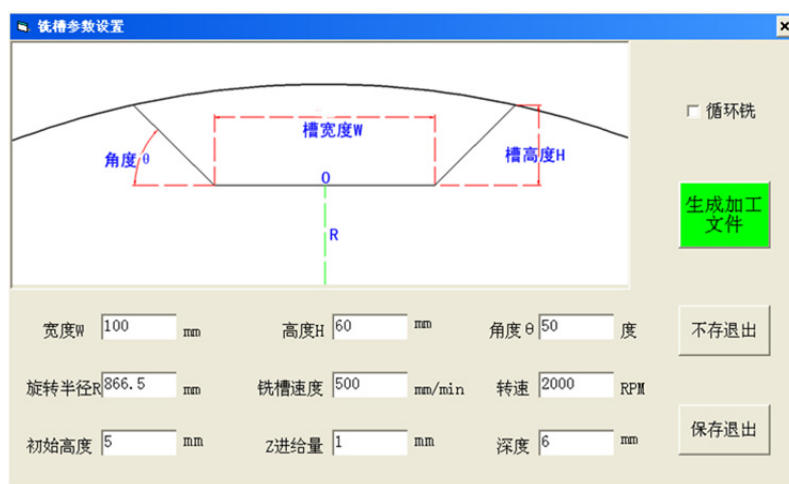 铣槽参数设置
循环铣
槽宽度W
角度θ
槽高度H
O
R
生成加工
文件
宽度W 100 mm 高度H 60 mm 角度θ 50 度
不存退出
旋转半径R 866.5 mm 铣槽速度 500 mm/min 转速 2000 RPM
初始高度 5 mm Z进给量 1 mm 深度 6 mm
保存退出